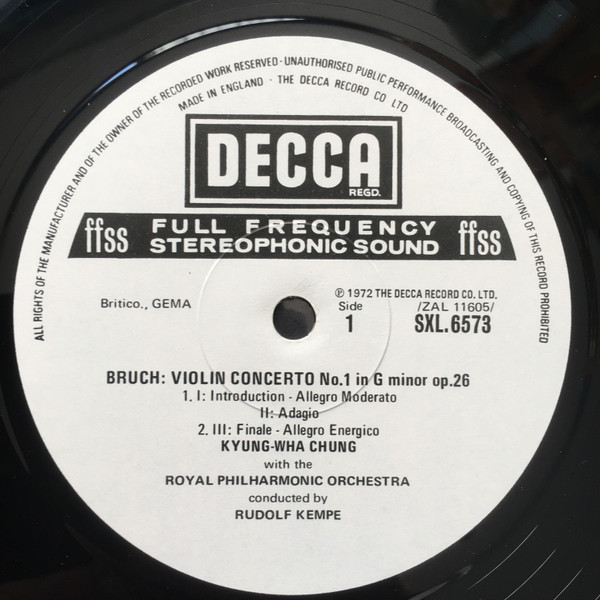 ALL RIGHTS OF THE MANUFACTURER AND OF THE OWNER OF THE RECORDED WORK RESERVED · UNAUTHORISED PUBLIC PERFORMANCE BROADCASTING AND COPYING OF THIS RECORD PROHIBITED
MADE IN ENGLAND · THE DECCA RECORD CO LTD
DECCA
REGD.
ffss FULL FREQUENCY STEREOPHONIC SOUND ffss
Britico., GEMA
℗ 1972 THE DECCA RECORD CO. LTD.
Side /ZAL 11605/
1 SXL.6573
BRUCH: VIOLIN CONCERTO No.1 in G minor op.26
1. I: Introduction - Allegro Moderato
II: Adagio
2. III: Finale - Allegro Energico
KYUNG-WHA CHUNG
with the
ROYAL PHILHARMONIC ORCHESTRA
conducted by
RUDOLF KEMPE